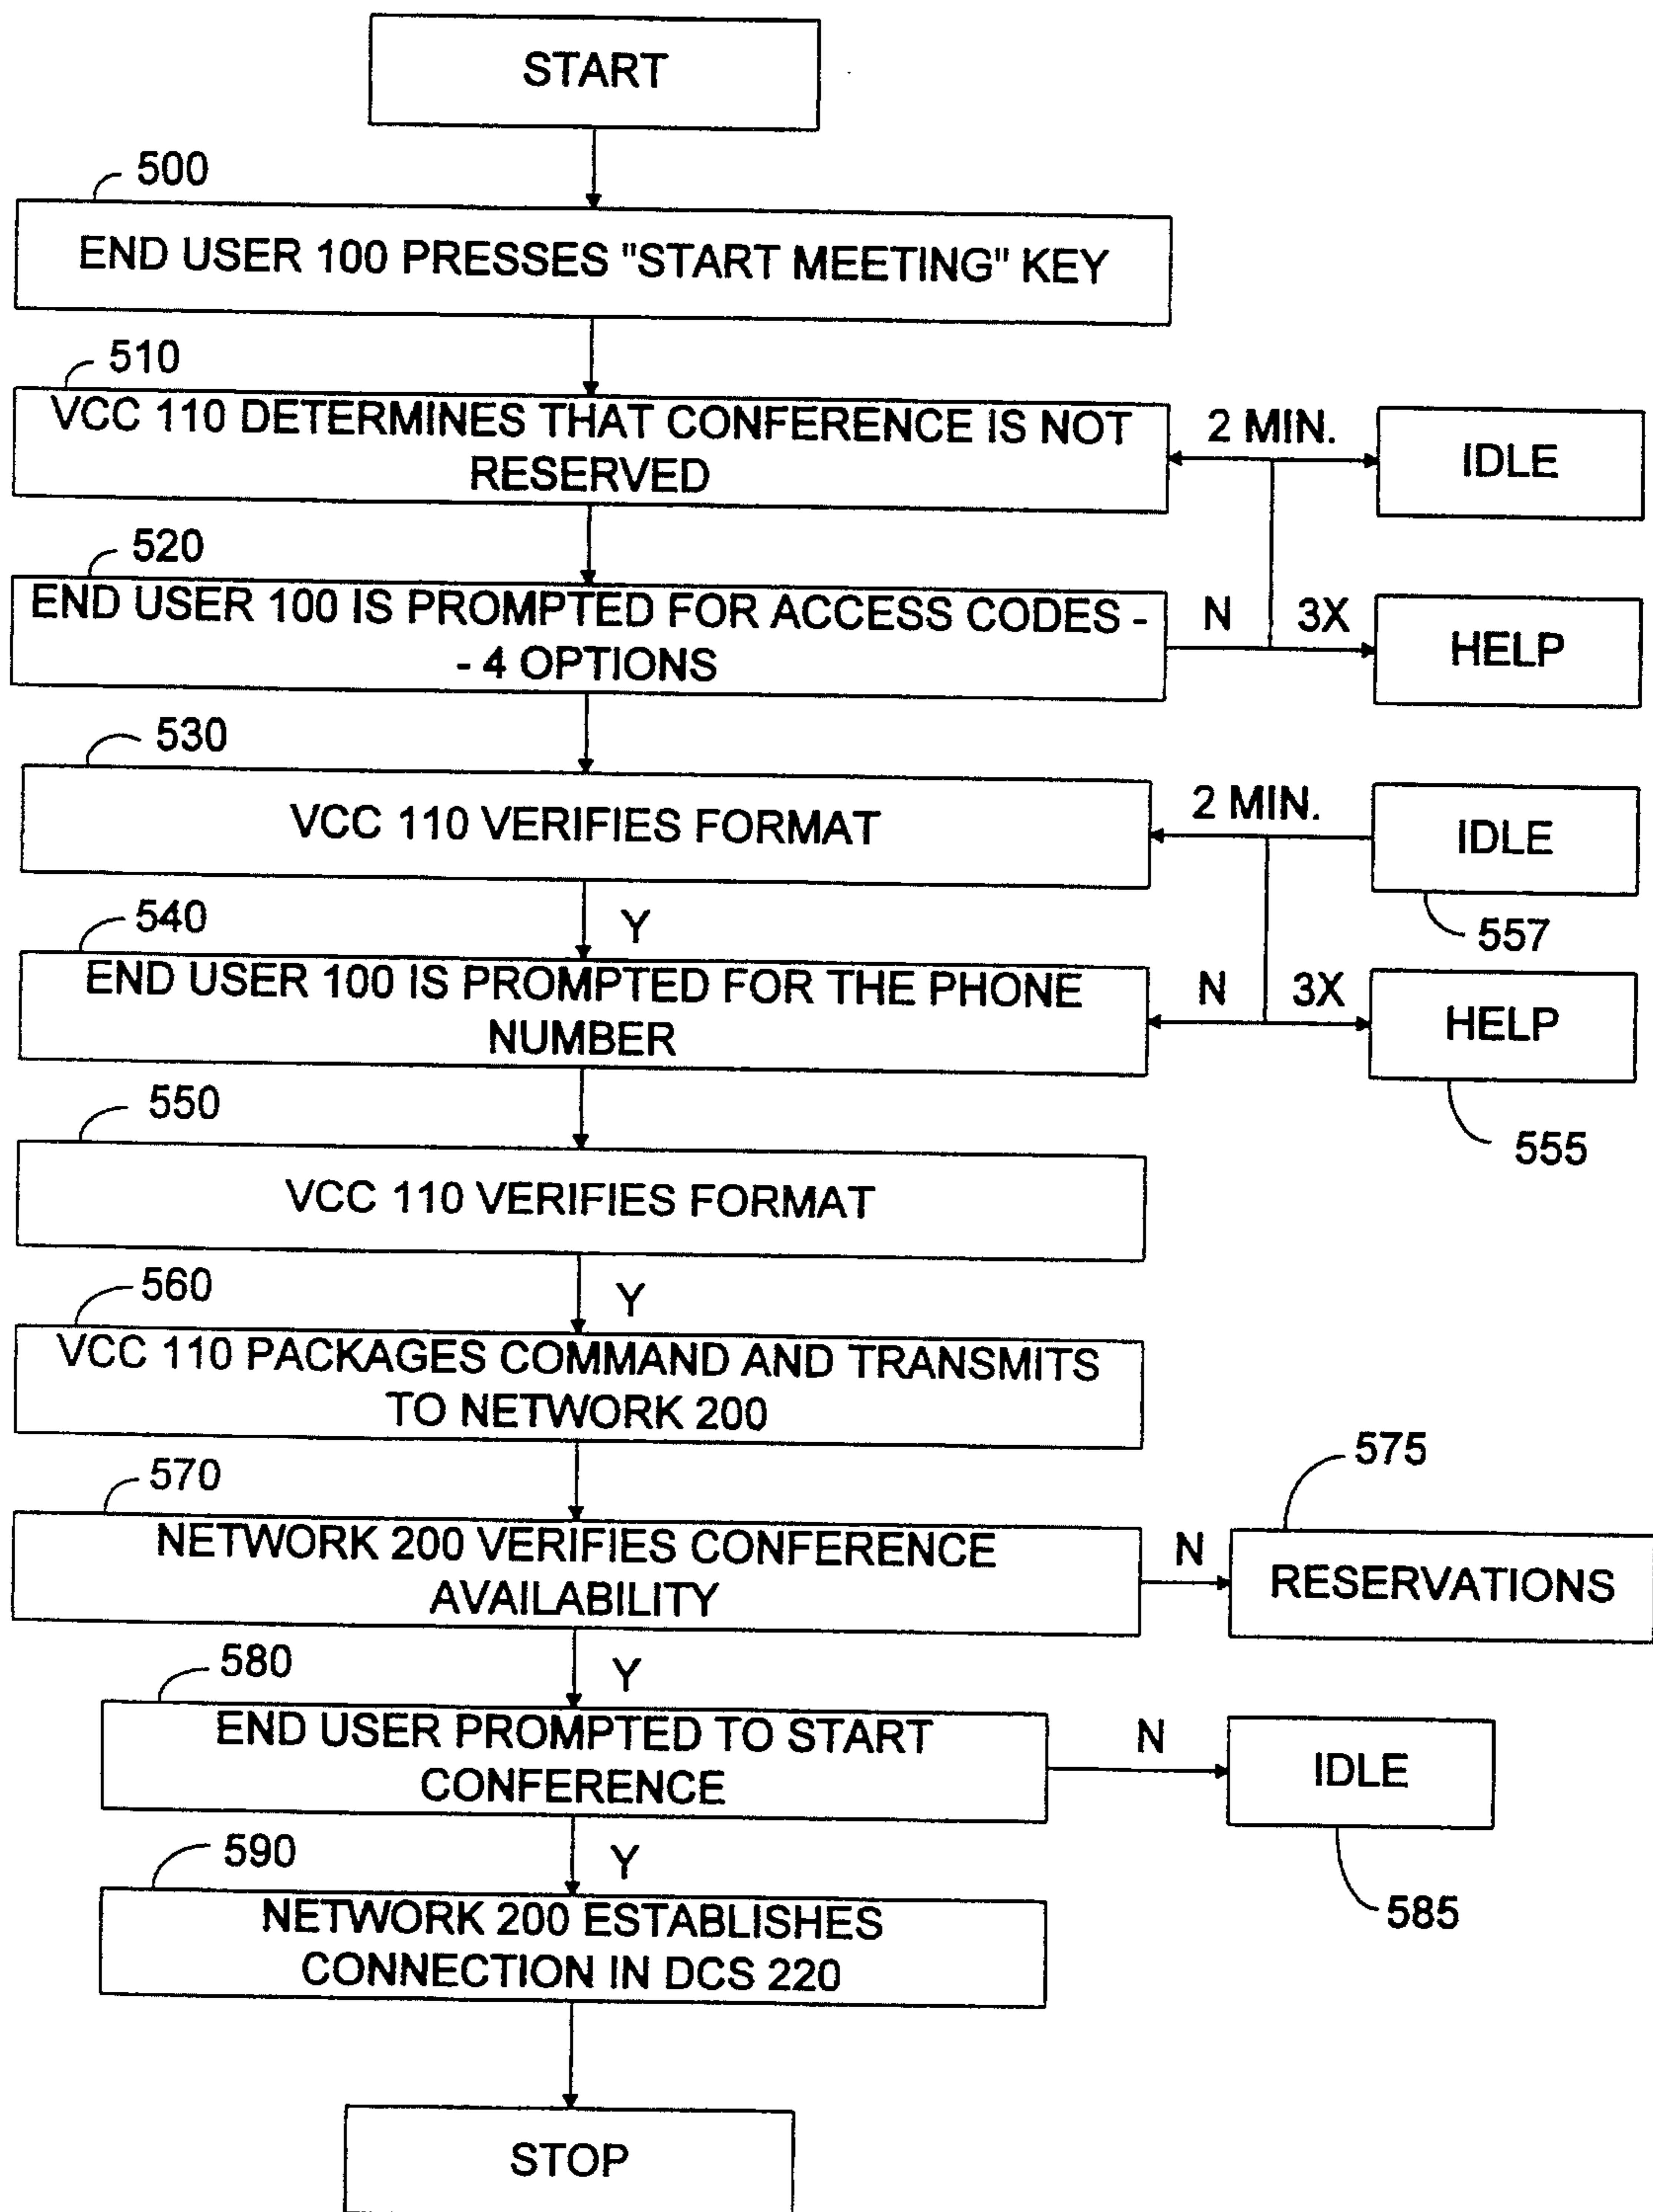 START
500
END USER 100 PRESSES "START MEETING" KEY
510
VCC 110 DETERMINES THAT CONFERENCE IS NOT
RESERVED
2 MIN.
IDLE
520
END USER 100 IS PROMPTED FOR ACCESS CODES -
- 4 OPTIONS
N
3X
HELP
530
VCC 110 VERIFIES FORMAT
2 MIN.
IDLE
557
Y
540
END USER 100 IS PROMPTED FOR THE PHONE
NUMBER
N
3X
HELP
555
550
VCC 110 VERIFIES FORMAT
Y
560
VCC 110 PACKAGES COMMAND AND TRANSMITS
TO NETWORK 200
570
NETWORK 200 VERIFIES CONFERENCE
AVAILABILITY
N
575
RESERVATIONS
Y
580
END USER PROMPTED TO START
CONFERENCE
N
IDLE
585
Y
590
NETWORK 200 ESTABLISHES
CONNECTION IN DCS 220
STOP